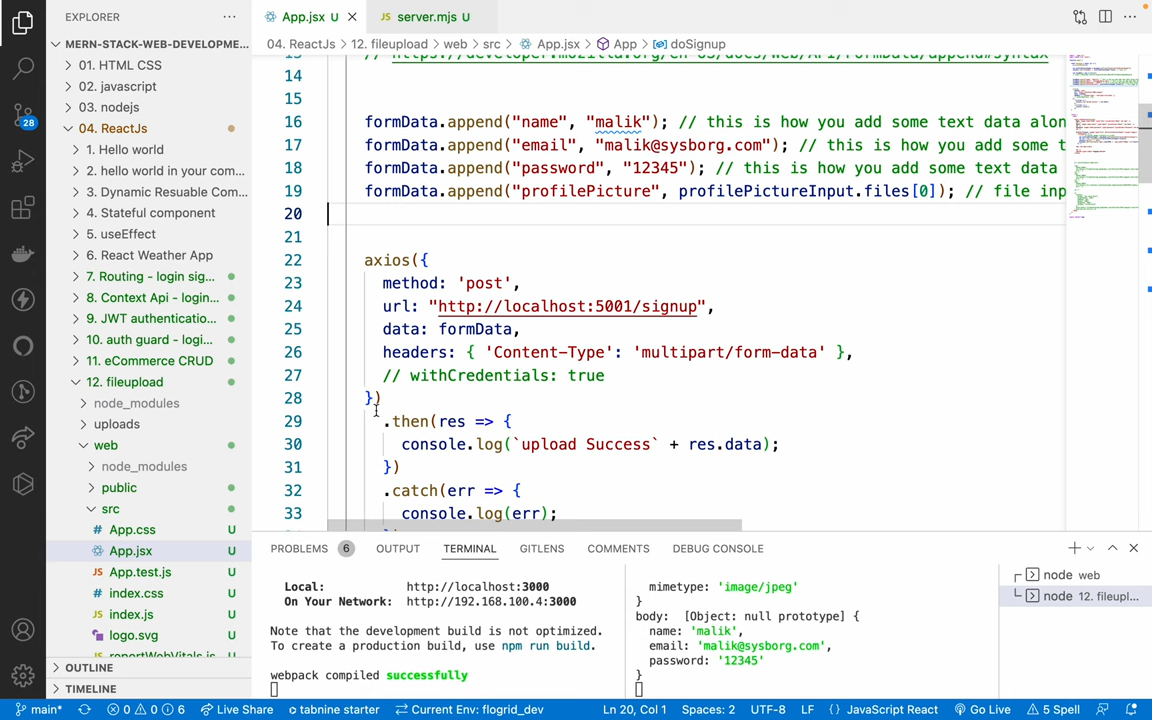 EXPLORER
MERN-STACK-WEB-DEVELOPME...
01. HTML CSS
02. javascript
03. nodejs
04. ReactJs
1. Hello world
2. hello world in your com...
3. Dynamic Resuable Com...
4. Stateful component
5. useEffect
6. React Weather App
7. Routing - login sig...
8. Context Api - login...
9. JWT authenticatio...
10. auth guard - logi...
11. eCommerce CRUD
12. fileupload
node_modules
uploads
web
node_modules
public
src
# App.css U
App.jsx U
JS App.test.js U
# index.css U
JS index.js U
logo.svg U
reportWebVitals.js U
OUTLINE
TIMELINE
28
App.jsx U
JS server.mjs U
04. ReactJs > 12. fileupload > web > src > App.jsx > App > doSignup
14
15
16 formData.append("name", "malik"); // this is how you add some text data alon
17 formData.append("email", "malik@sysborg.com"); // this is how you add some t
18 formData.append("password", "12345"); // this is how you add some text data
19 formData.append("profilePicture", profilePictureInput.files[0]); // file inp
20
21
22 axios({
23 method: 'post',
24 url: "http://localhost:5001/signup",
25 data: formData,
26 headers: { 'Content-Type': 'multipart/form-data' },
27 // withCredentials: true
28 })
29 .then(res => {
30 console.log(`upload Success` + res.data);
31 })
32 .catch(err => {
33 console.log(err);
PROBLEMS 6 OUTPUT TERMINAL GITLENS COMMENTS DEBUG CONSOLE
Local: http://localhost:3000
On Your Network: http://192.168.100.4:3000
Note that the development build is not optimized.
To create a production build, use npm run build.
webpack compiled successfully
mimetype: 'image/jpeg'
}
body: [Object: null prototype] {
name: 'malik',
email: 'malik@sysborg.com',
password: '12345'
}
node web
node 12. fileupl...
main* 0 0 6 Live Share tabnine starter Current Env: flogrid_dev Ln 20, Col 1 Spaces: 2 UTF-8 LF {} JavaScript React Go Live 5 Spell